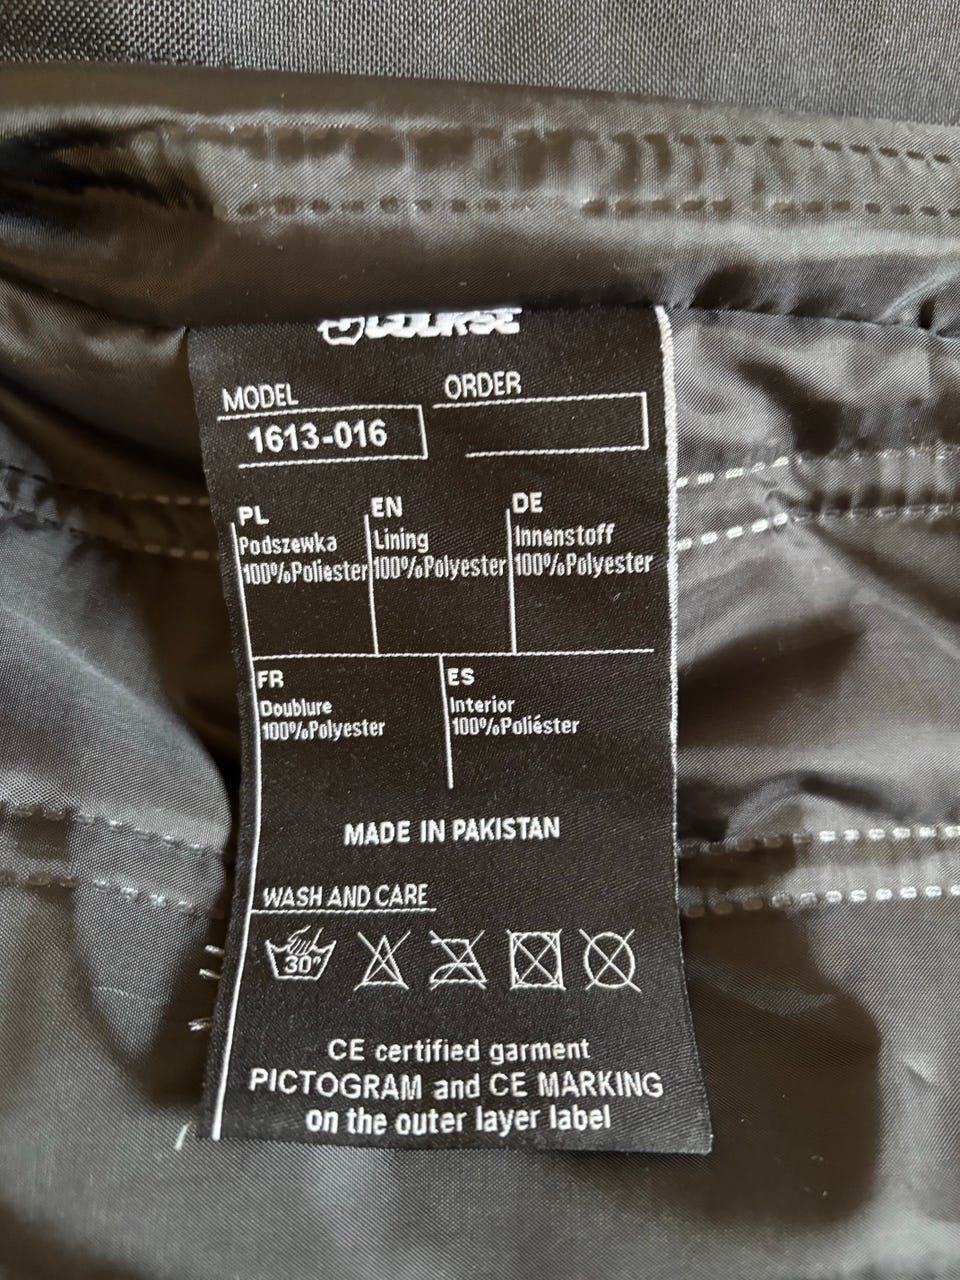 COURSE
MODEL
ORDER
1613-016
PL
Podszewka
100%Poliester
EN
Lining
100%Polyester
DE
Innenstoff
100%Polyester
FR
Doublure
100%Polyester
ES
Interior
100%Poliéster
MADE IN PAKISTAN
WASH AND CARE
30°
CE certified garment
PICTOGRAM and CE MARKING
on the outer layer label